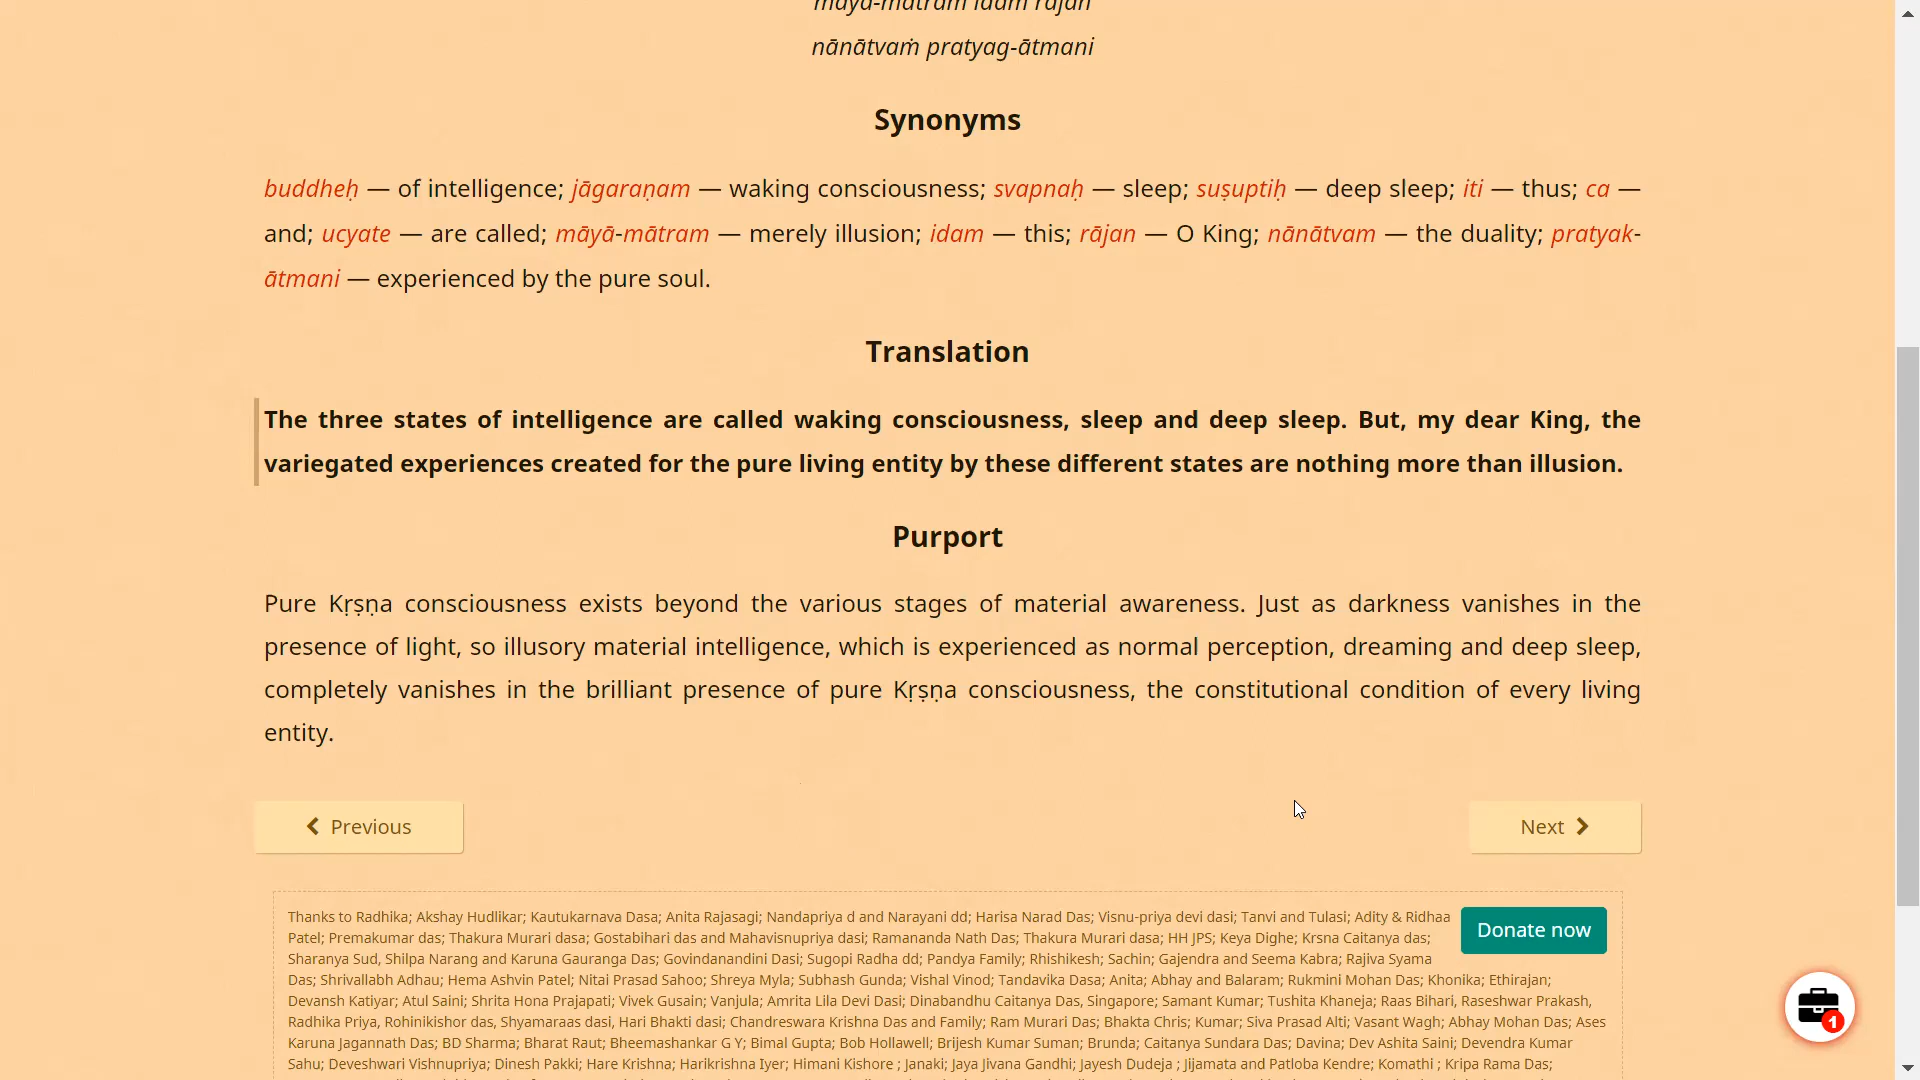 māyā-mātram idaṁ rājan
nānātvaṁ pratyag-ātmani
Synonyms
buddheḥ — of intelligence; jāgaraṇam — waking consciousness; svapnaḥ — sleep; suṣuptiḥ — deep sleep; iti — thus; ca —
and; ucyate — are called; māyā-mātram — merely illusion; idam — this; rājan — O King; nānātvam — the duality; pratyak-
ātmani — experienced by the pure soul.
Translation
The three states of intelligence are called waking consciousness, sleep and deep sleep. But, my dear King, the
variegated experiences created for the pure living entity by these different states are nothing more than illusion.
Purport
Pure Kṛṣṇa consciousness exists beyond the various stages of material awareness. Just as darkness vanishes in the
presence of light, so illusory material intelligence, which is experienced as normal perception, dreaming and deep sleep,
completely vanishes in the brilliant presence of pure Kṛṣṇa consciousness, the constitutional condition of every living
entity.
Previous
Next
Thanks to Radhika; Akshay Hudlikar; Kautukarnava Dasa; Anita Rajasagi; Nandapriya d and Narayani dd; Harisa Narad Das; Visnu-priya devi dasi; Tanvi and Tulasi; Adity & Ridhaa
Donate now
Patel; Premakumar das; Thakura Murari dasa; Gostabihari das and Mahavisnupriya dasi; Ramananda Nath Das; Thakura Murari dasa; HH JPS; Keya Dighe; Krsna Caitanya das;
Sharanya Sud, Shilpa Narang and Karuna Gauranga Das; Govindanandini Dasi; Sugopi Radha dd; Pandya Family; Rhishikesh; Sachin; Gajendra and Seema Kabra; Rajiva Syama
Das; Shrivallabh Adhau; Hema Ashvin Patel; Nitai Prasad Sahoo; Shreya Myla; Subhash Gunda; Vishal Vinod; Tandavika Dasa; Anita; Abhay and Balaram; Rukmini Mohan Das; Khonika; Ethirajan;
Devansh Katiyar; Atul Saini; Shrita Hona Prajapati; Vivek Gusain; Vanjula; Amrita Lila Devi Dasi; Dinabandhu Caitanya Das, Singapore; Samant Kumar; Tushita Khaneja; Raas Bihari, Raseshwar Prakash,
Radhika Priya, Rohinikishor das, Shyamaraas dasi, Hari Bhakti dasi; Chandreswara Krishna Das and Family; Ram Murari Das; Bhakta Chris; Kumar; Siva Prasad Alti; Vasant Wagh; Abhay Mohan Das; Ases
Karuna Jagannath Das; BD Sharma; Bharat Raut; Bheemashankar G Y; Bimal Gupta; Bob Hollawell; Brijesh Kumar Suman; Brunda; Caitanya Sundara Das; Davina; Dev Ashita Saini; Devendra Kumar
Sahu; Deveshwari Vishnupriya; Dinesh Pakki; Hare Krishna; Harikrishna Iyer; Himani Kishore ; Janaki; Jaya Jivana Gandhi; Jayesh Dudeja ; Jijamata and Patloba Kendre; Komathi ; Kripa Rama Das;
1